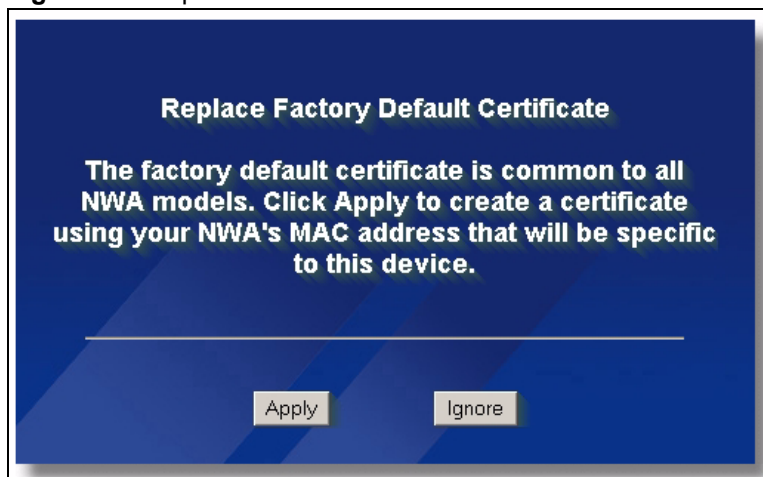 Replace Factory Default Certificate
The factory default certificate is common to all
NWA models. Click Apply to create a certificate
using your NWA's MAC address that will be specific
to this device.
Apply Ignore